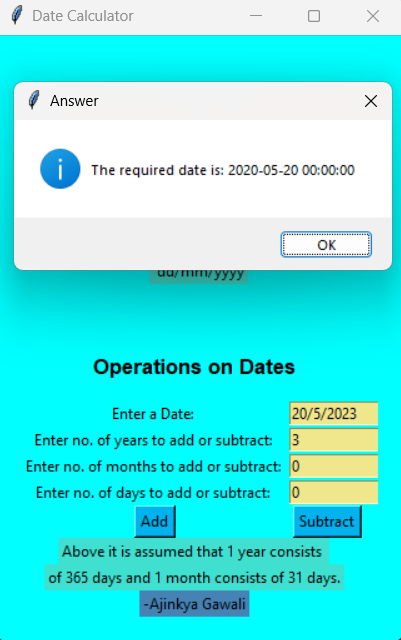 Date Calculator
Answer
The required date is: 2020-05-20 00:00:00
OK
dd/mm/yyyy
Operations on Dates
Enter a Date: 20/5/2023
Enter no. of years to add or subtract: 3
Enter no. of months to add or subtract: 0
Enter no. of days to add or subtract: 0
Add Subtract
Above it is assumed that 1 year consists
of 365 days and 1 month consists of 31 days.
-Ajinkya Gawali